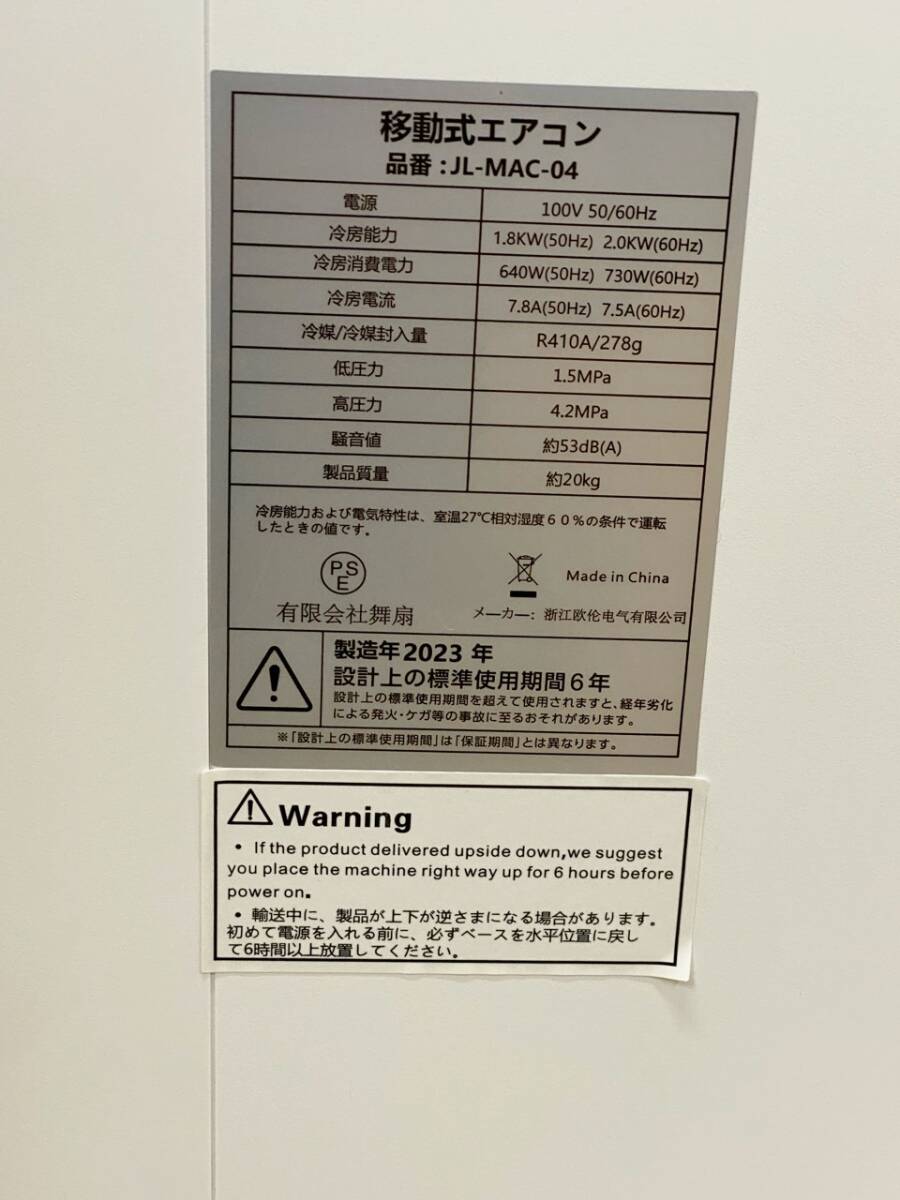 移動式エアコン
品番：JL-MAC-04
電源 100V 50/60Hz
冷房能力 1.8KW(50Hz) 2.0KW(60Hz)
冷房消費電力 640W(50Hz) 730W(60Hz)
冷房電流 7.8A(50Hz) 7.5A(60Hz)
冷媒/冷媒封入量 R410A/278g
低圧力 1.5MPa
高圧力 4.2MPa
騒音値 約53dB(A)
製品質量 約20kg
冷房能力および電気特性は、室温27℃相対湿度６０％の条件で運転
したときの値です。
PS
E
Made in China
有限会社舞扇
メーカー：浙江欧伦电气有限公司
製造年2023 年
設計上の標準使用期間６年
設計上の標準使用期間を超えて使用されますと、経年劣化
による発火・ケガ等の事故に至るおそれがあります。
※「設計上の標準使用期間」は「保証期間」とは異なります。
Warning
• If the product delivered upside down,we suggest
you place the machine right way up for 6 hours before
power on.
• 輸送中に、製品が上下が逆さまになる場合があります。
初めて電源を入れる前に、必ずベースを水平位置に戻し
て6時間以上放置してください。